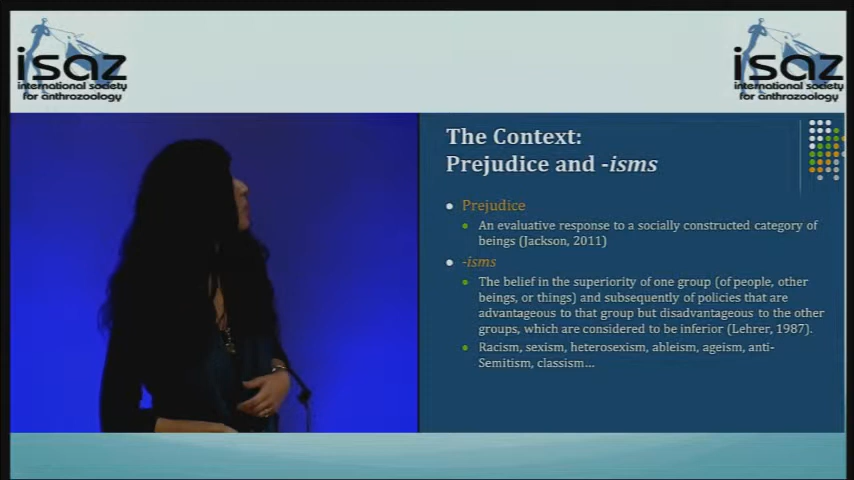 isaz
international society
for anthrozoology
isaz
international society
for anthrozoology
The Context:
Prejudice and -isms
Prejudice
An evaluative response to a socially constructed category of
beings (Jackson, 2011)
-isms
The belief in the superiority of one group (of people, other
beings, or things) and subsequently of policies that are
advantageous to that group but disadvantageous to the other
groups, which are considered to be inferior (Lehrer, 1987).
Racism, sexism, heterosexism, ableism, ageism, anti-
Semitism, classism…